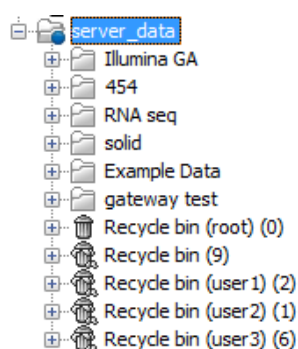 server_data
Illumina GA
454
RNA seq
solid
Example Data
gateway test
Recycle bin (root) (0)
Recycle bin (9)
Recycle bin (user1) (2)
Recycle bin (user2) (1)
Recycle bin (user3) (6)